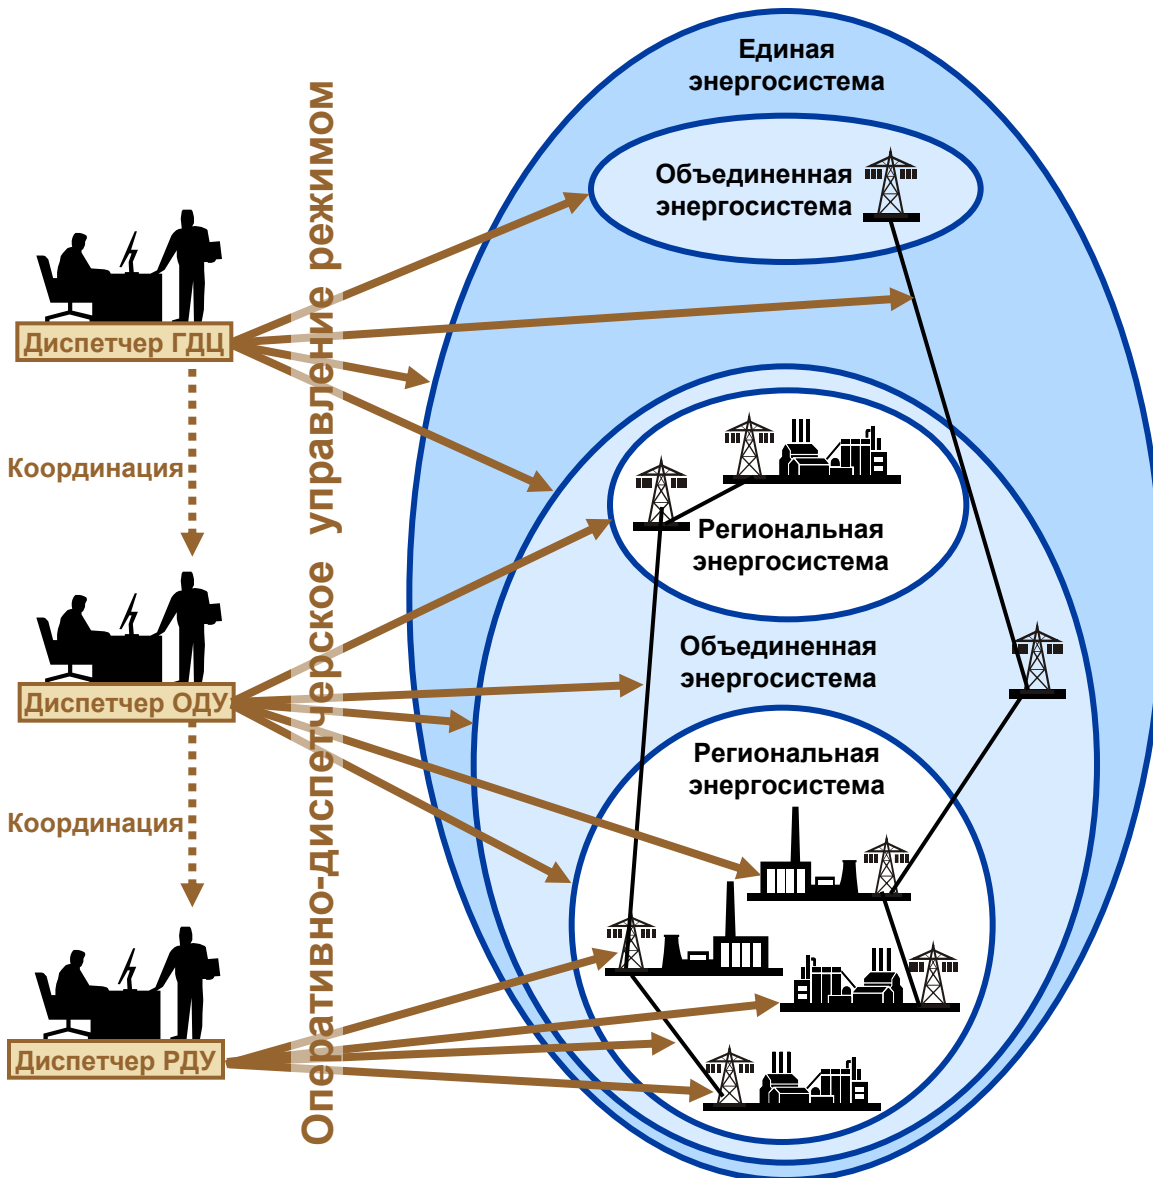 Единая
энергосистема
Объединенная
энергосистема
Диспетчер ГДЦ
Координация
Оперативно-диспетчерское управление режимом
Региональная
энергосистема
Объединенная
энергосистема
Диспетчер ОДУ
Региональная
энергосистема
Координация
Диспетчер РДУ